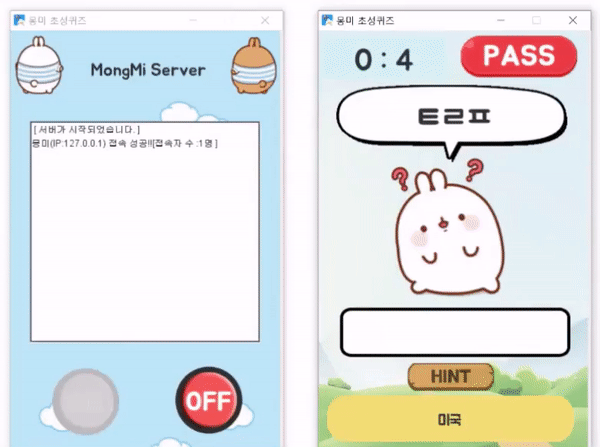 몽미 초성퀴즈
MongMi Server
[ 서버가 시작되었습니다. ]
몽미(IP:127.0.0.1) 접속 성공!![접속자 수 :1명 ]
OFF
몽미 초성퀴즈
0 : 4
PASS
ㅌㄹㅍ
? ?
HINT
미국